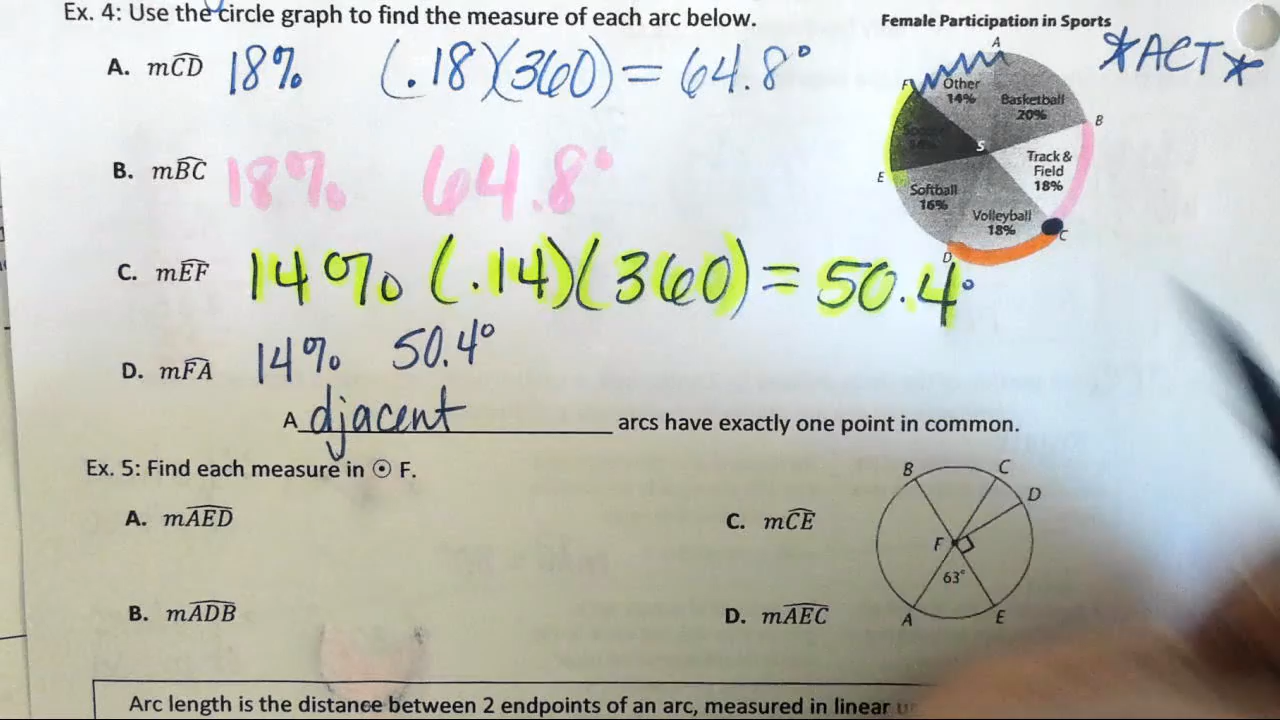 Ex. 4: Use the circle graph to find the measure of each arc below.
Female Participation in Sports
*ACT*
A. mCD 18% (.18)(360) = 64.8°
B. mBC 18% 64.8°
C. mEF 14% (.14)(360) = 50.4°
D. mFA 14% 50.4°
A
F
Other
14%
Basketball
20%
B
S
Track &
Field
18%
E
Softball
16%
Volleyball
18%
C
D
Adjacent arcs have exactly one point in common.
Ex. 5: Find each measure in ⊙ F.
A. mAED
C. mCE
B. mADB
D. mAEC
B
C
D
F
63°
A
E
Arc length is the distance between 2 endpoints of an arc, measured in linear